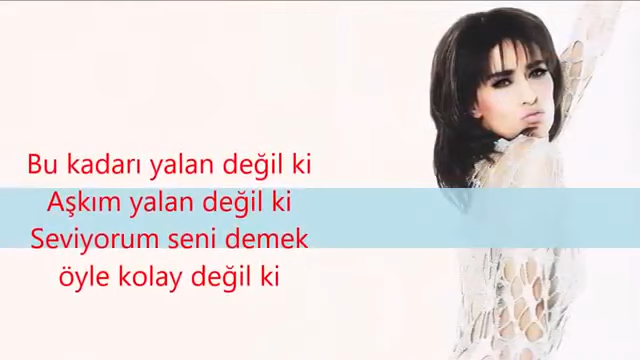 Bu kadarı yalan değil ki
Aşkım yalan değil ki
Seviyorum seni demek
öyle kolay değil ki